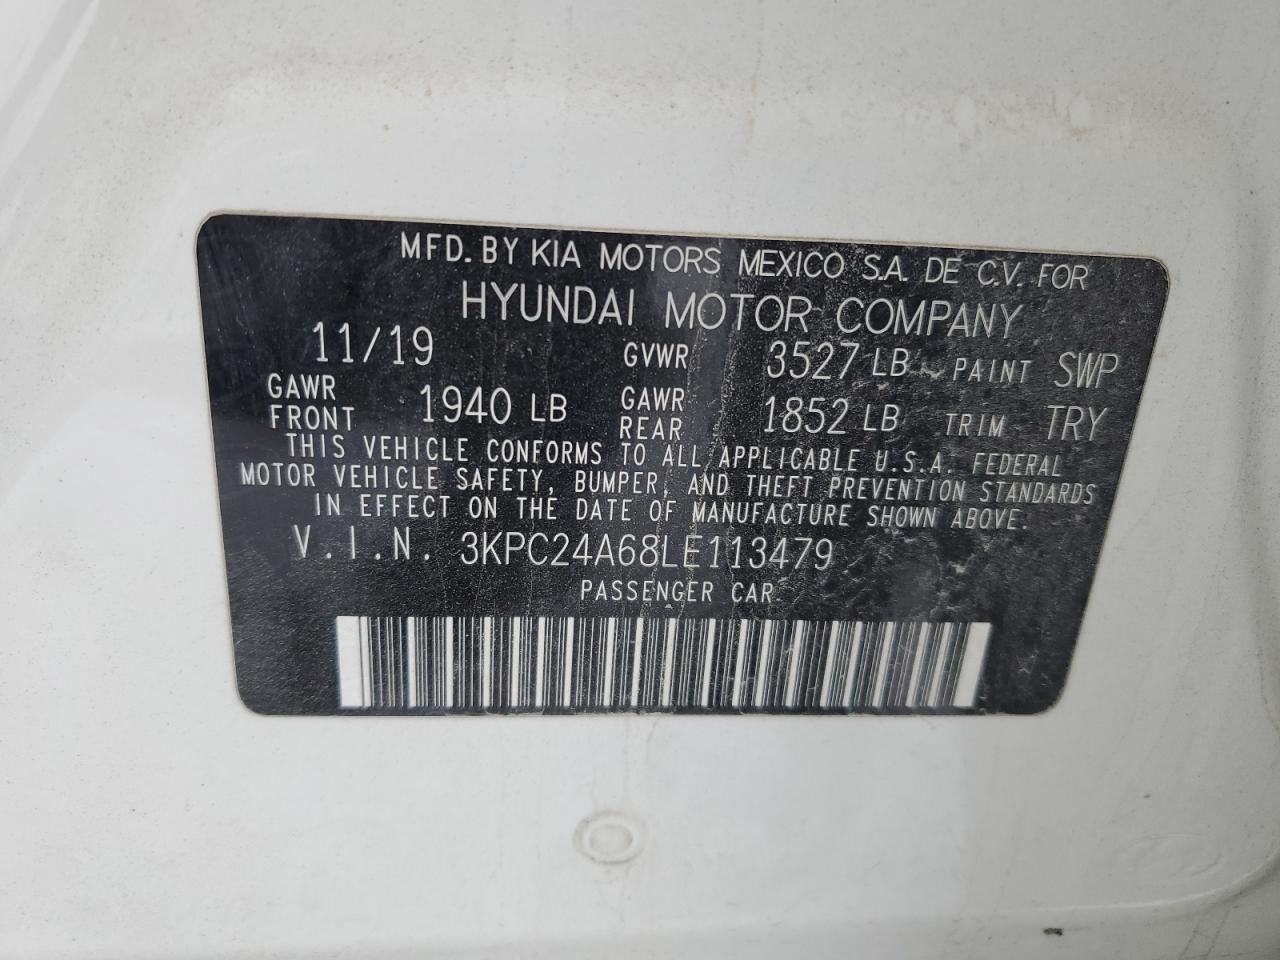 MFD. BY KIA MOTORS MEXICO S.A. DE C.V. FOR
HYUNDAI MOTOR COMPANY
11/19 GVWR 3527 LB PAINT SWP
GAWR FRONT 1940 LB GAWR REAR 1852 LB TRIM TRY
THIS VEHICLE CONFORMS TO ALL APPLICABLE U.S.A. FEDERAL
MOTOR VEHICLE SAFETY, BUMPER, AND THEFT PREVENTION STANDARDS
IN EFFECT ON THE DATE OF MANUFACTURE SHOWN ABOVE.
V.I.N. 3KPC24A68LE113479
PASSENGER CAR